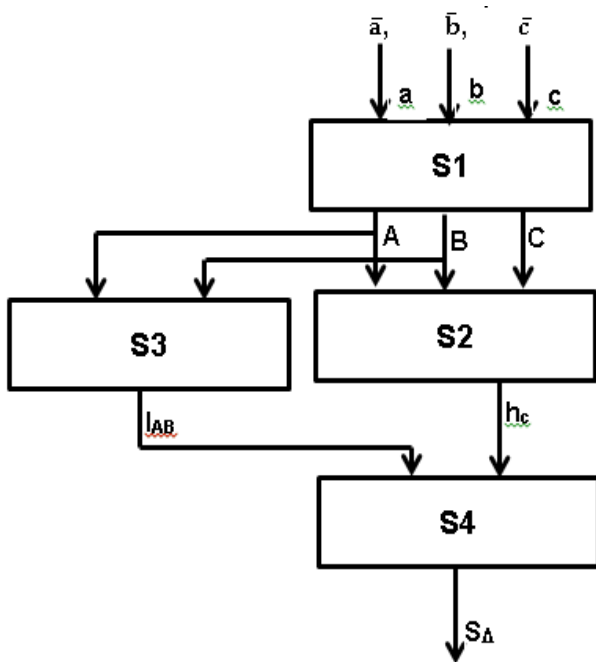 ā, b̄, c̄
a b c
S1
A B C
S3 S2
lAB hc
S4
SΔ